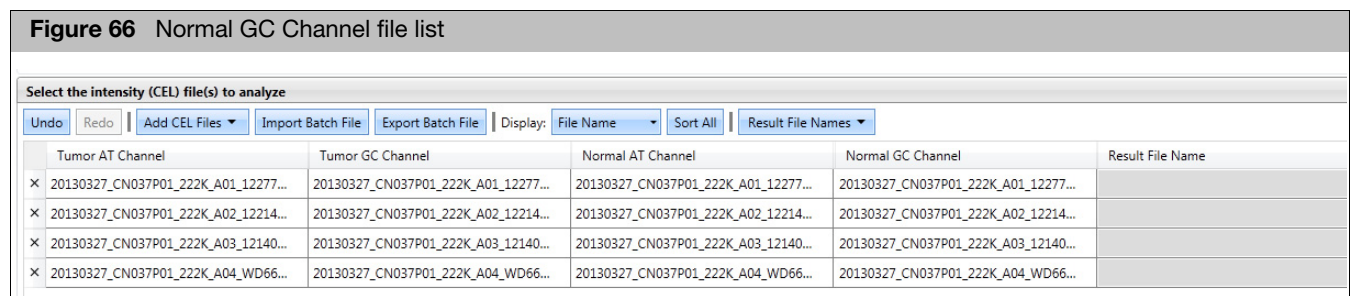 Figure 66 Normal GC Channel file list
Select the intensity (CEL) file(s) to analyze
Undo Redo Add CEL Files Import Batch File Export Batch File Display: File Name Sort All Result File Names
Tumor AT Channel Tumor GC Channel Normal AT Channel Normal GC Channel Result File Name
× 20130327_CN037P01_222K_A01_12277... 20130327_CN037P01_222K_A01_12277... 20130327_CN037P01_222K_A01_12277... 20130327_CN037P01_222K_A01_12277...
× 20130327_CN037P01_222K_A02_12214... 20130327_CN037P01_222K_A02_12214... 20130327_CN037P01_222K_A02_12214... 20130327_CN037P01_222K_A02_12214...
× 20130327_CN037P01_222K_A03_12140... 20130327_CN037P01_222K_A03_12140... 20130327_CN037P01_222K_A03_12140... 20130327_CN037P01_222K_A03_12140...
× 20130327_CN037P01_222K_A04_WD66... 20130327_CN037P01_222K_A04_WD66... 20130327_CN037P01_222K_A04_WD66... 20130327_CN037P01_222K_A04_WD66...